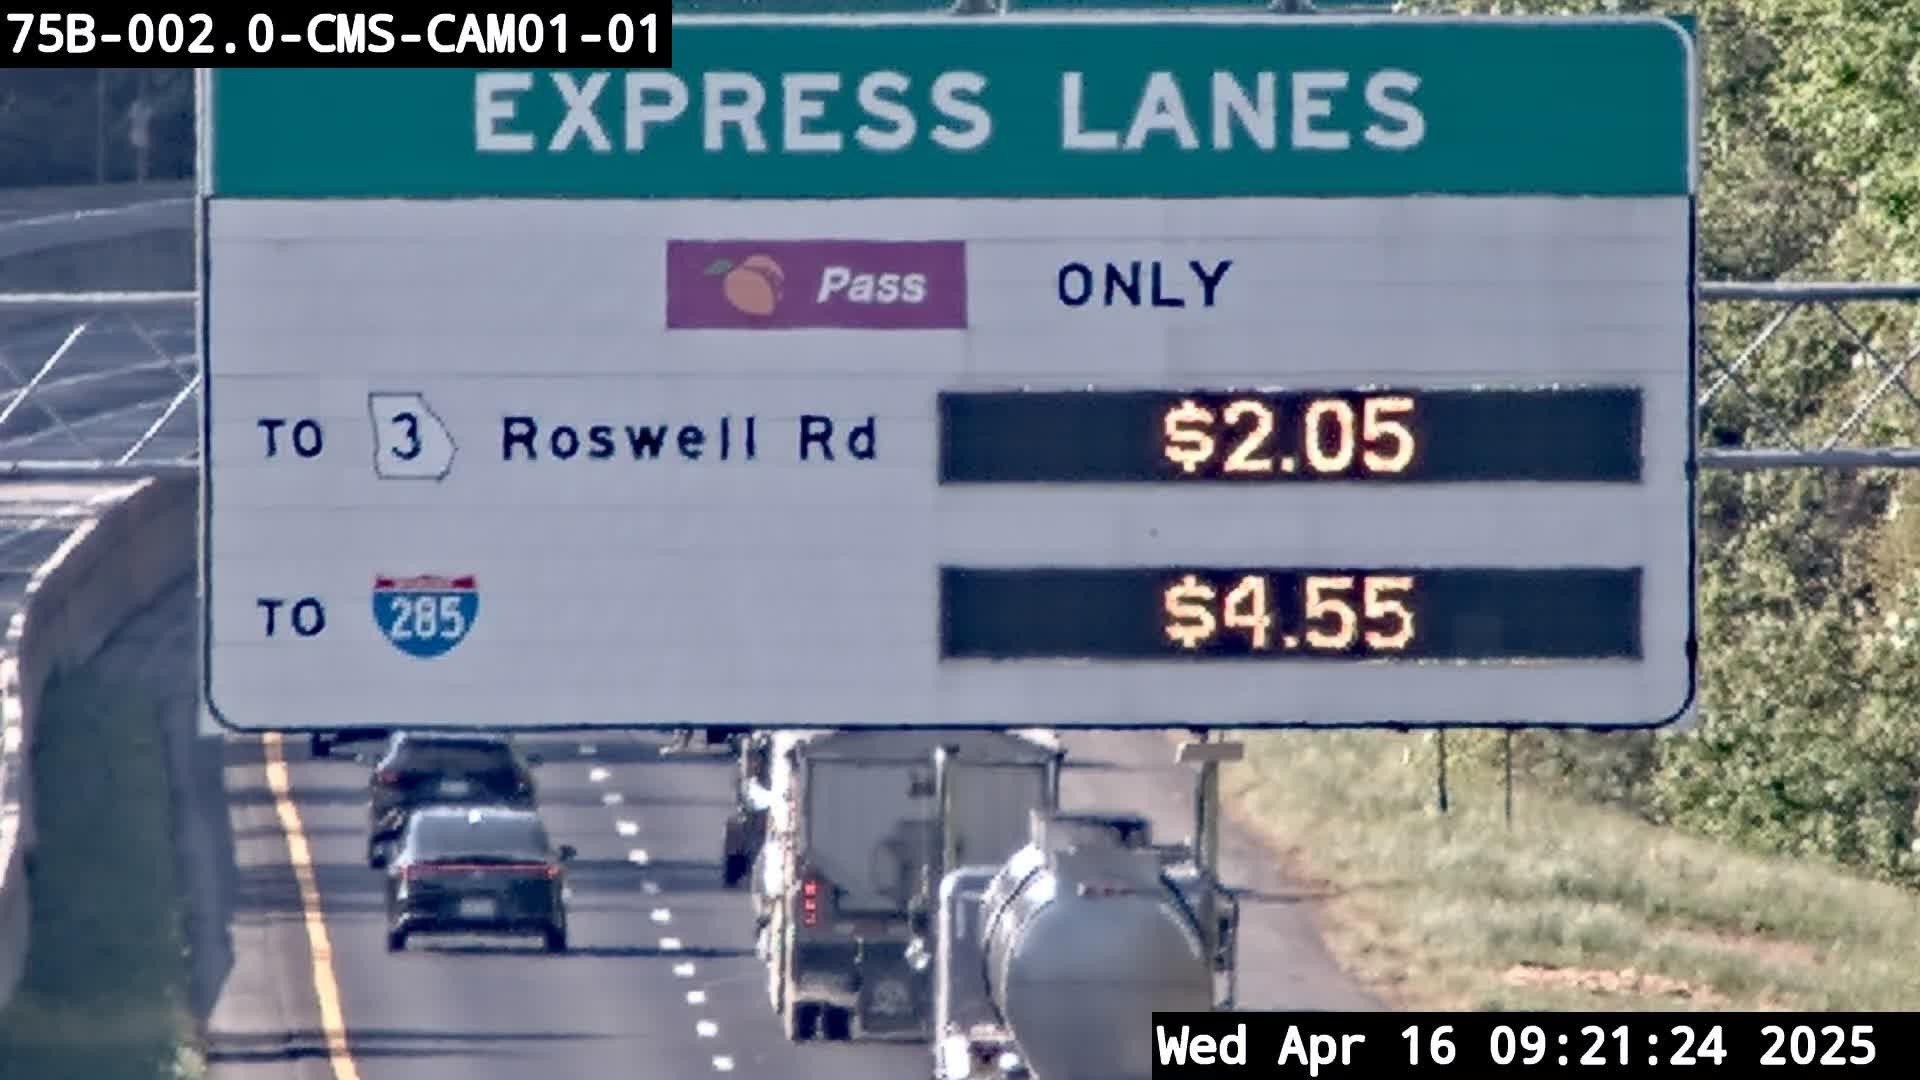 75B-002.0-CMS-CAM01-01
EXPRESS LANES
Pass ONLY
TO 3 Roswell Rd $2.05
TO 285 $4.55
Wed Apr 16 09:21:24 2025